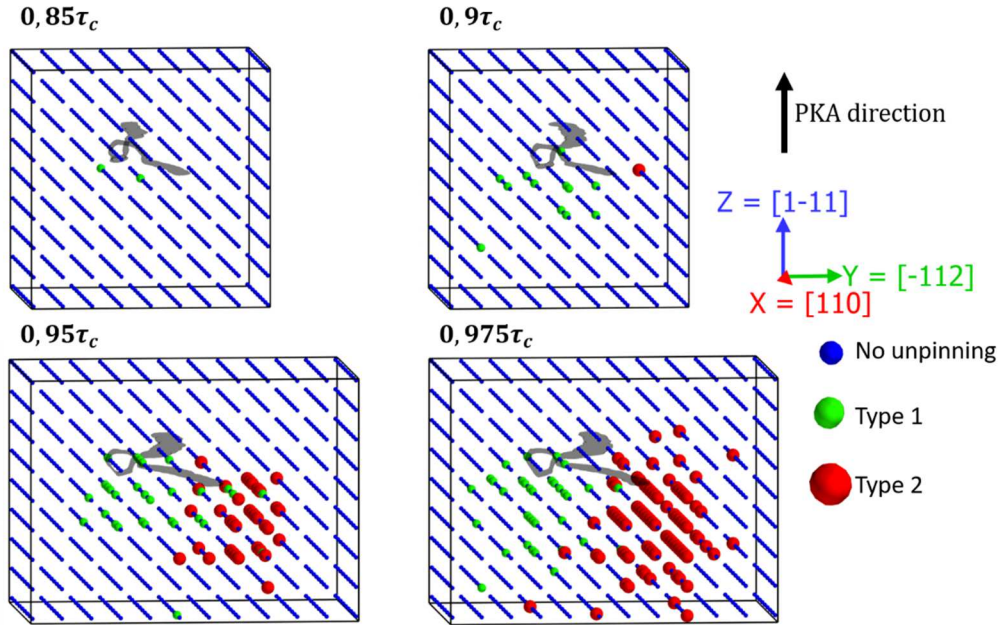 0,85τc
0,9τc
PKA direction
Z = [1-11]
Y = [-112]
X = [110]
0,95τc
0,975τc
No unpinning
Type 1
Type 2